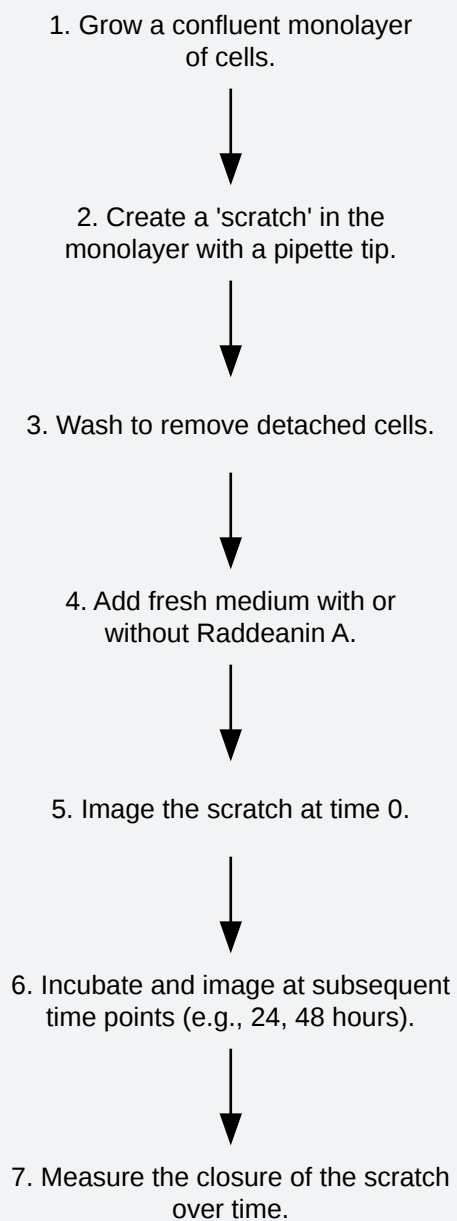 1. Grow a confluent monolayer
of cells.
2. Create a 'scratch' in the
monolayer with a pipette tip.
3. Wash to remove detached cells.
4. Add fresh medium with or
without Raddeanin A.
5. Image the scratch at time 0.
6. Incubate and image at subsequent
time points (e.g., 24, 48 hours).
7. Measure the closure of the scratch
over time.